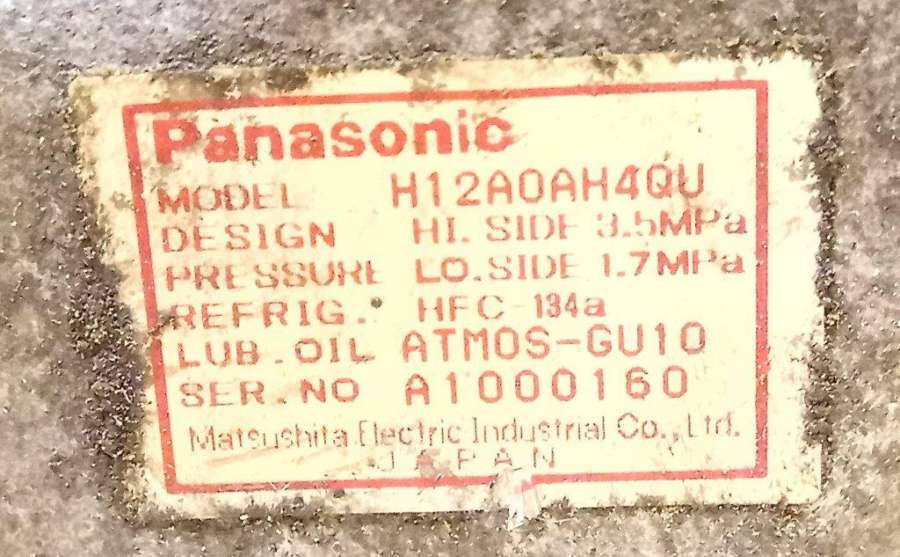 Panasonic
MODEL H12A0AH4QU
DESIGN HI. SIDE 3.5MPa
PRESSURE LO.SIDE 1.7MPa
REFRIG. HFC-134a
LUB.OIL ATMOS-GU10
SER.NO A1000160
Matsushita Electric Industrial Co.,Ltd.
JAPAN